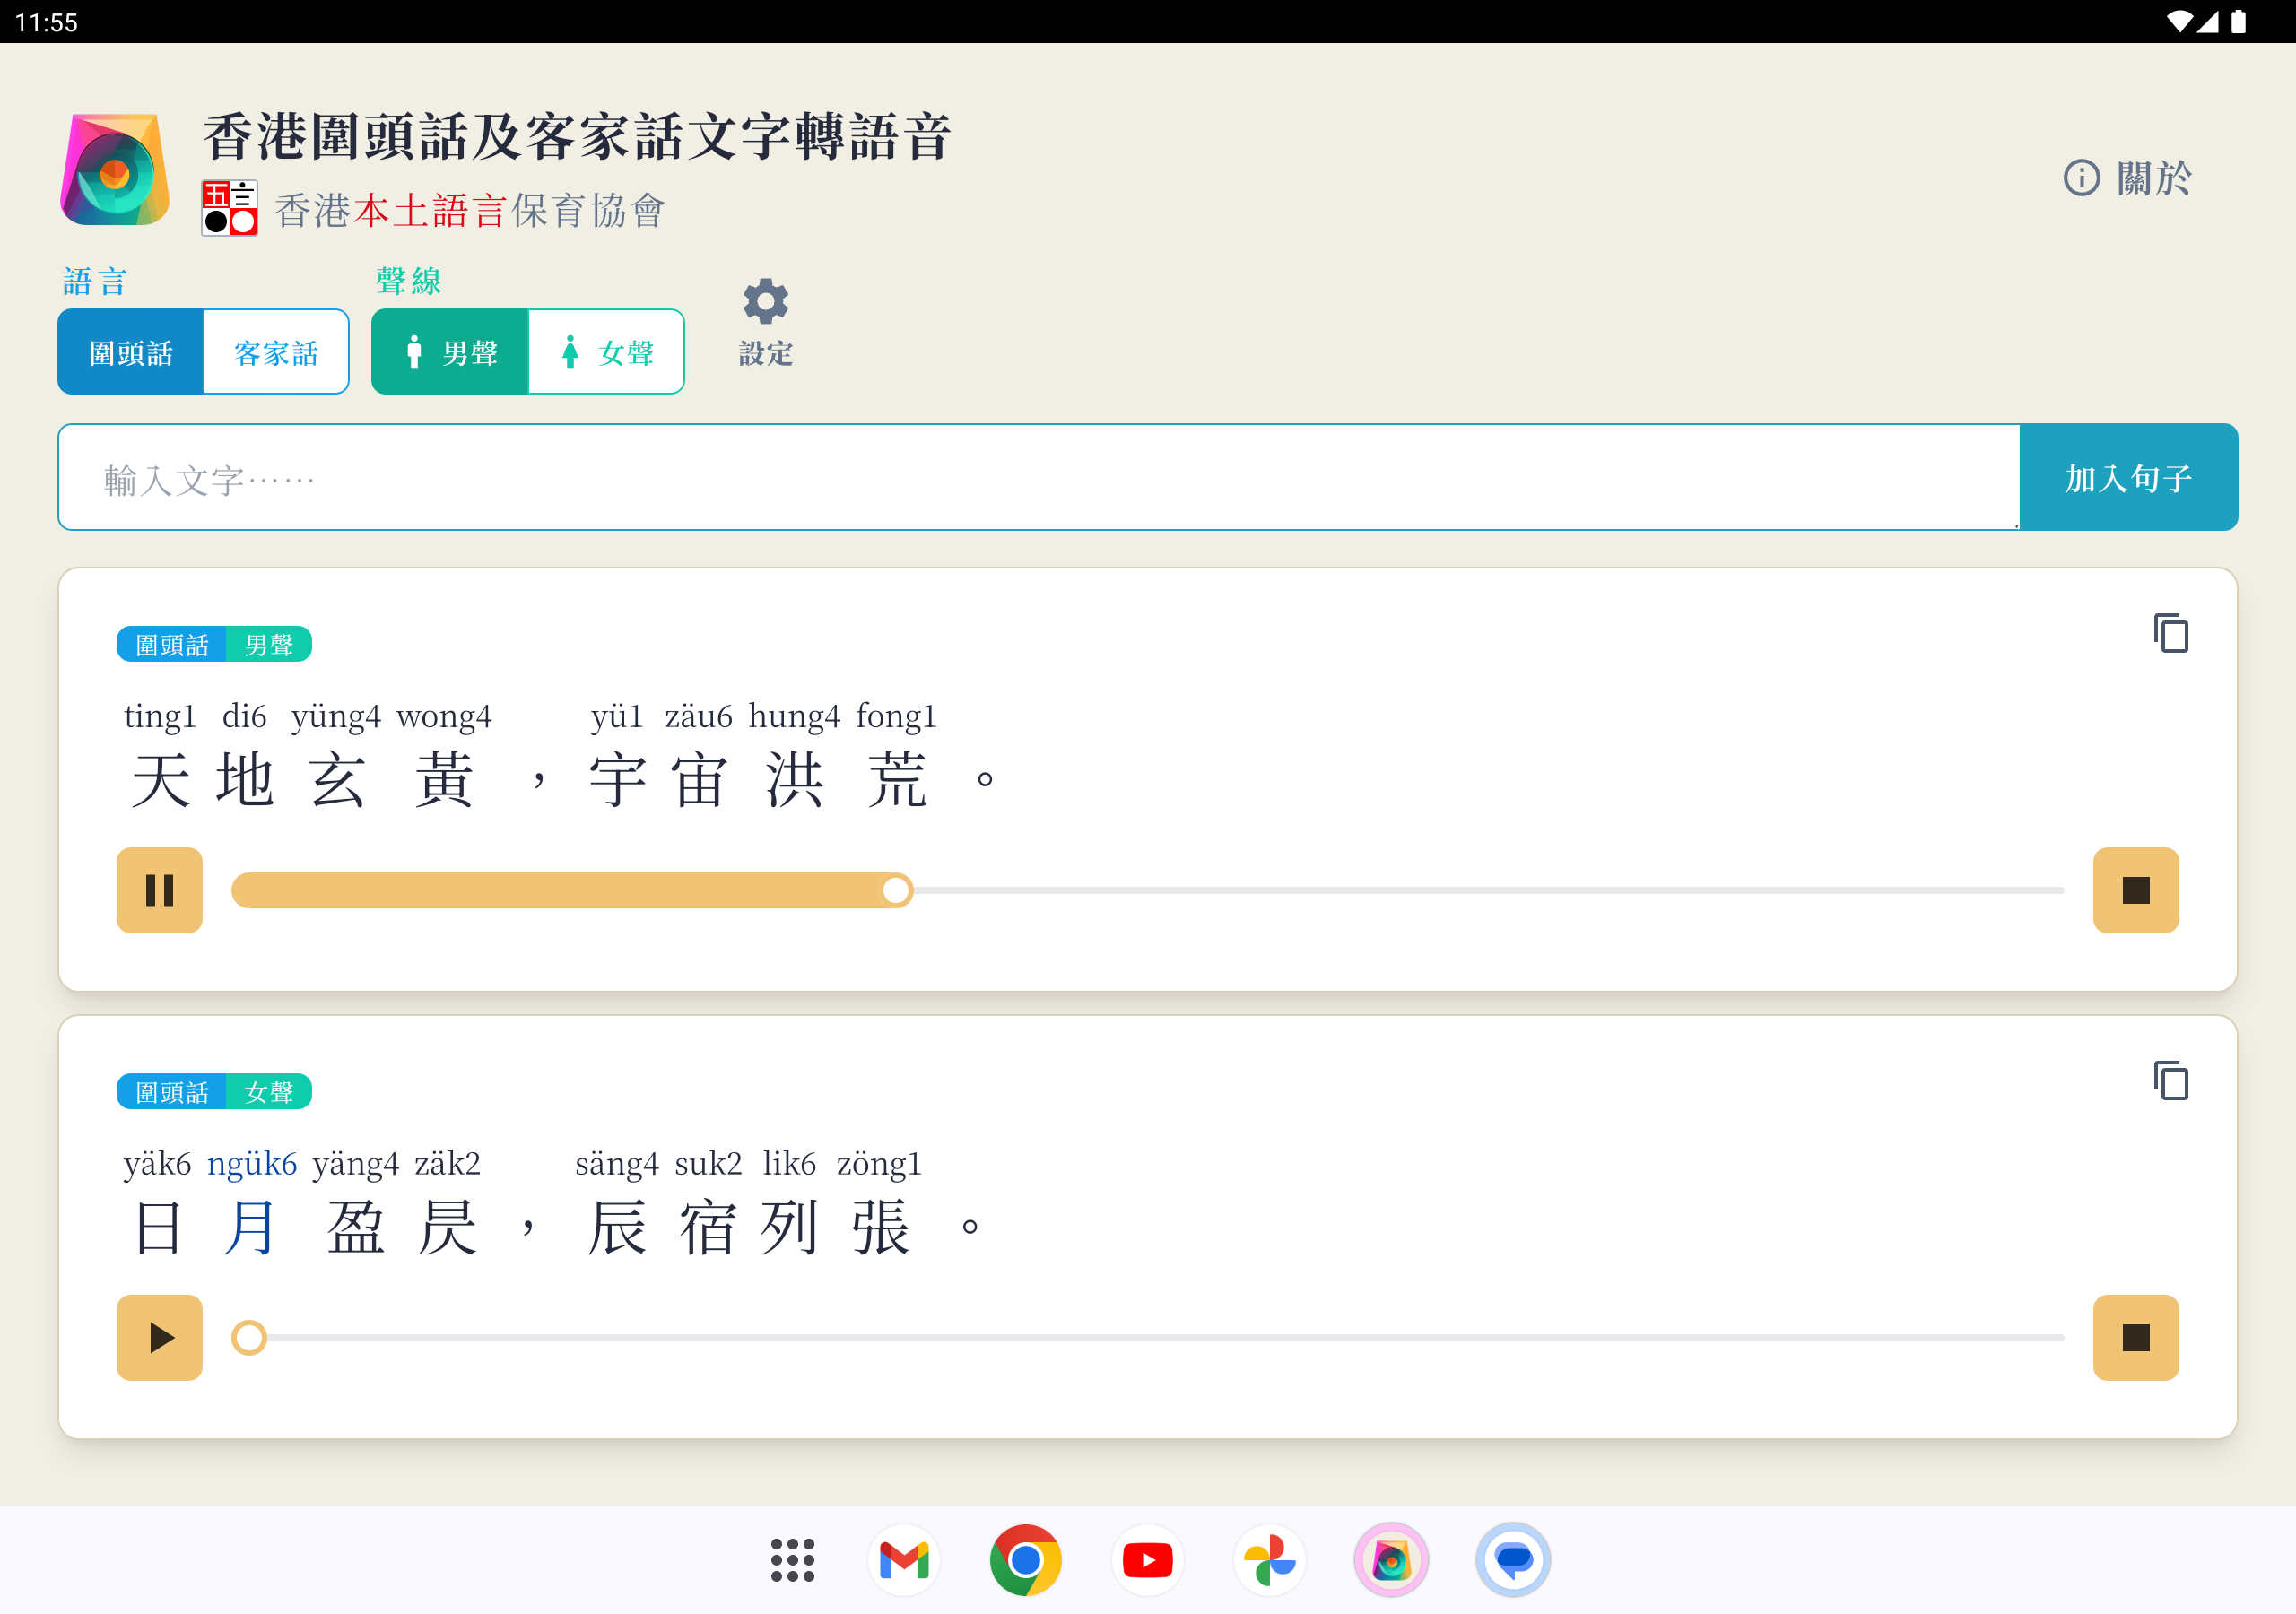 11:55
香港圍頭話及客家話文字轉語音
香港本土語言保育協會
關於
語言
聲線
圍頭話
客家話
男聲
女聲
設定
輸入文字……
加入句子
圍頭話
男聲
ting1 di6 yüng4 wong4 yü1 zäu6 hung4 fong1
天地玄黃，宇宙洪荒。
圍頭話
女聲
yäk6 ngük6 yäng4 zäk2 säng4 suk2 lik6 zöng1
日月盈昃，辰宿列張。